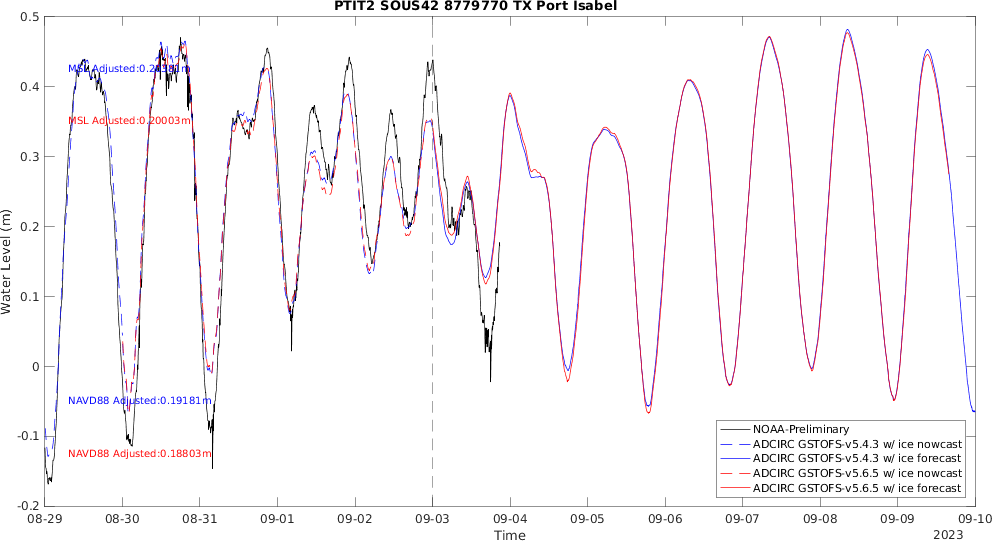 PTIT2 SOUS42 8779770 TX Port Isabel
0.5
0.4
0.3
0.2
0.1
0
-0.1
-0.2
Water Level (m)
MSL Adjusted:
MSL Adjusted:0.20003m
NAVD88 Adjusted:0.19181m
NAVD88 Adjusted:0.18803m
NOAA-Preliminary
ADCIRC GSTOFS-v5.4.3 w/ ice nowcast
ADCIRC GSTOFS-v5.4.3 w/ ice forecast
ADCIRC GSTOFS-v5.6.5 w/ ice nowcast
ADCIRC GSTOFS-v5.6.5 w/ ice forecast
08-29 08-30 08-31 09-01 09-02 09-03 09-04 09-05 09-06 09-07 09-08 09-09 09-10
Time
2023